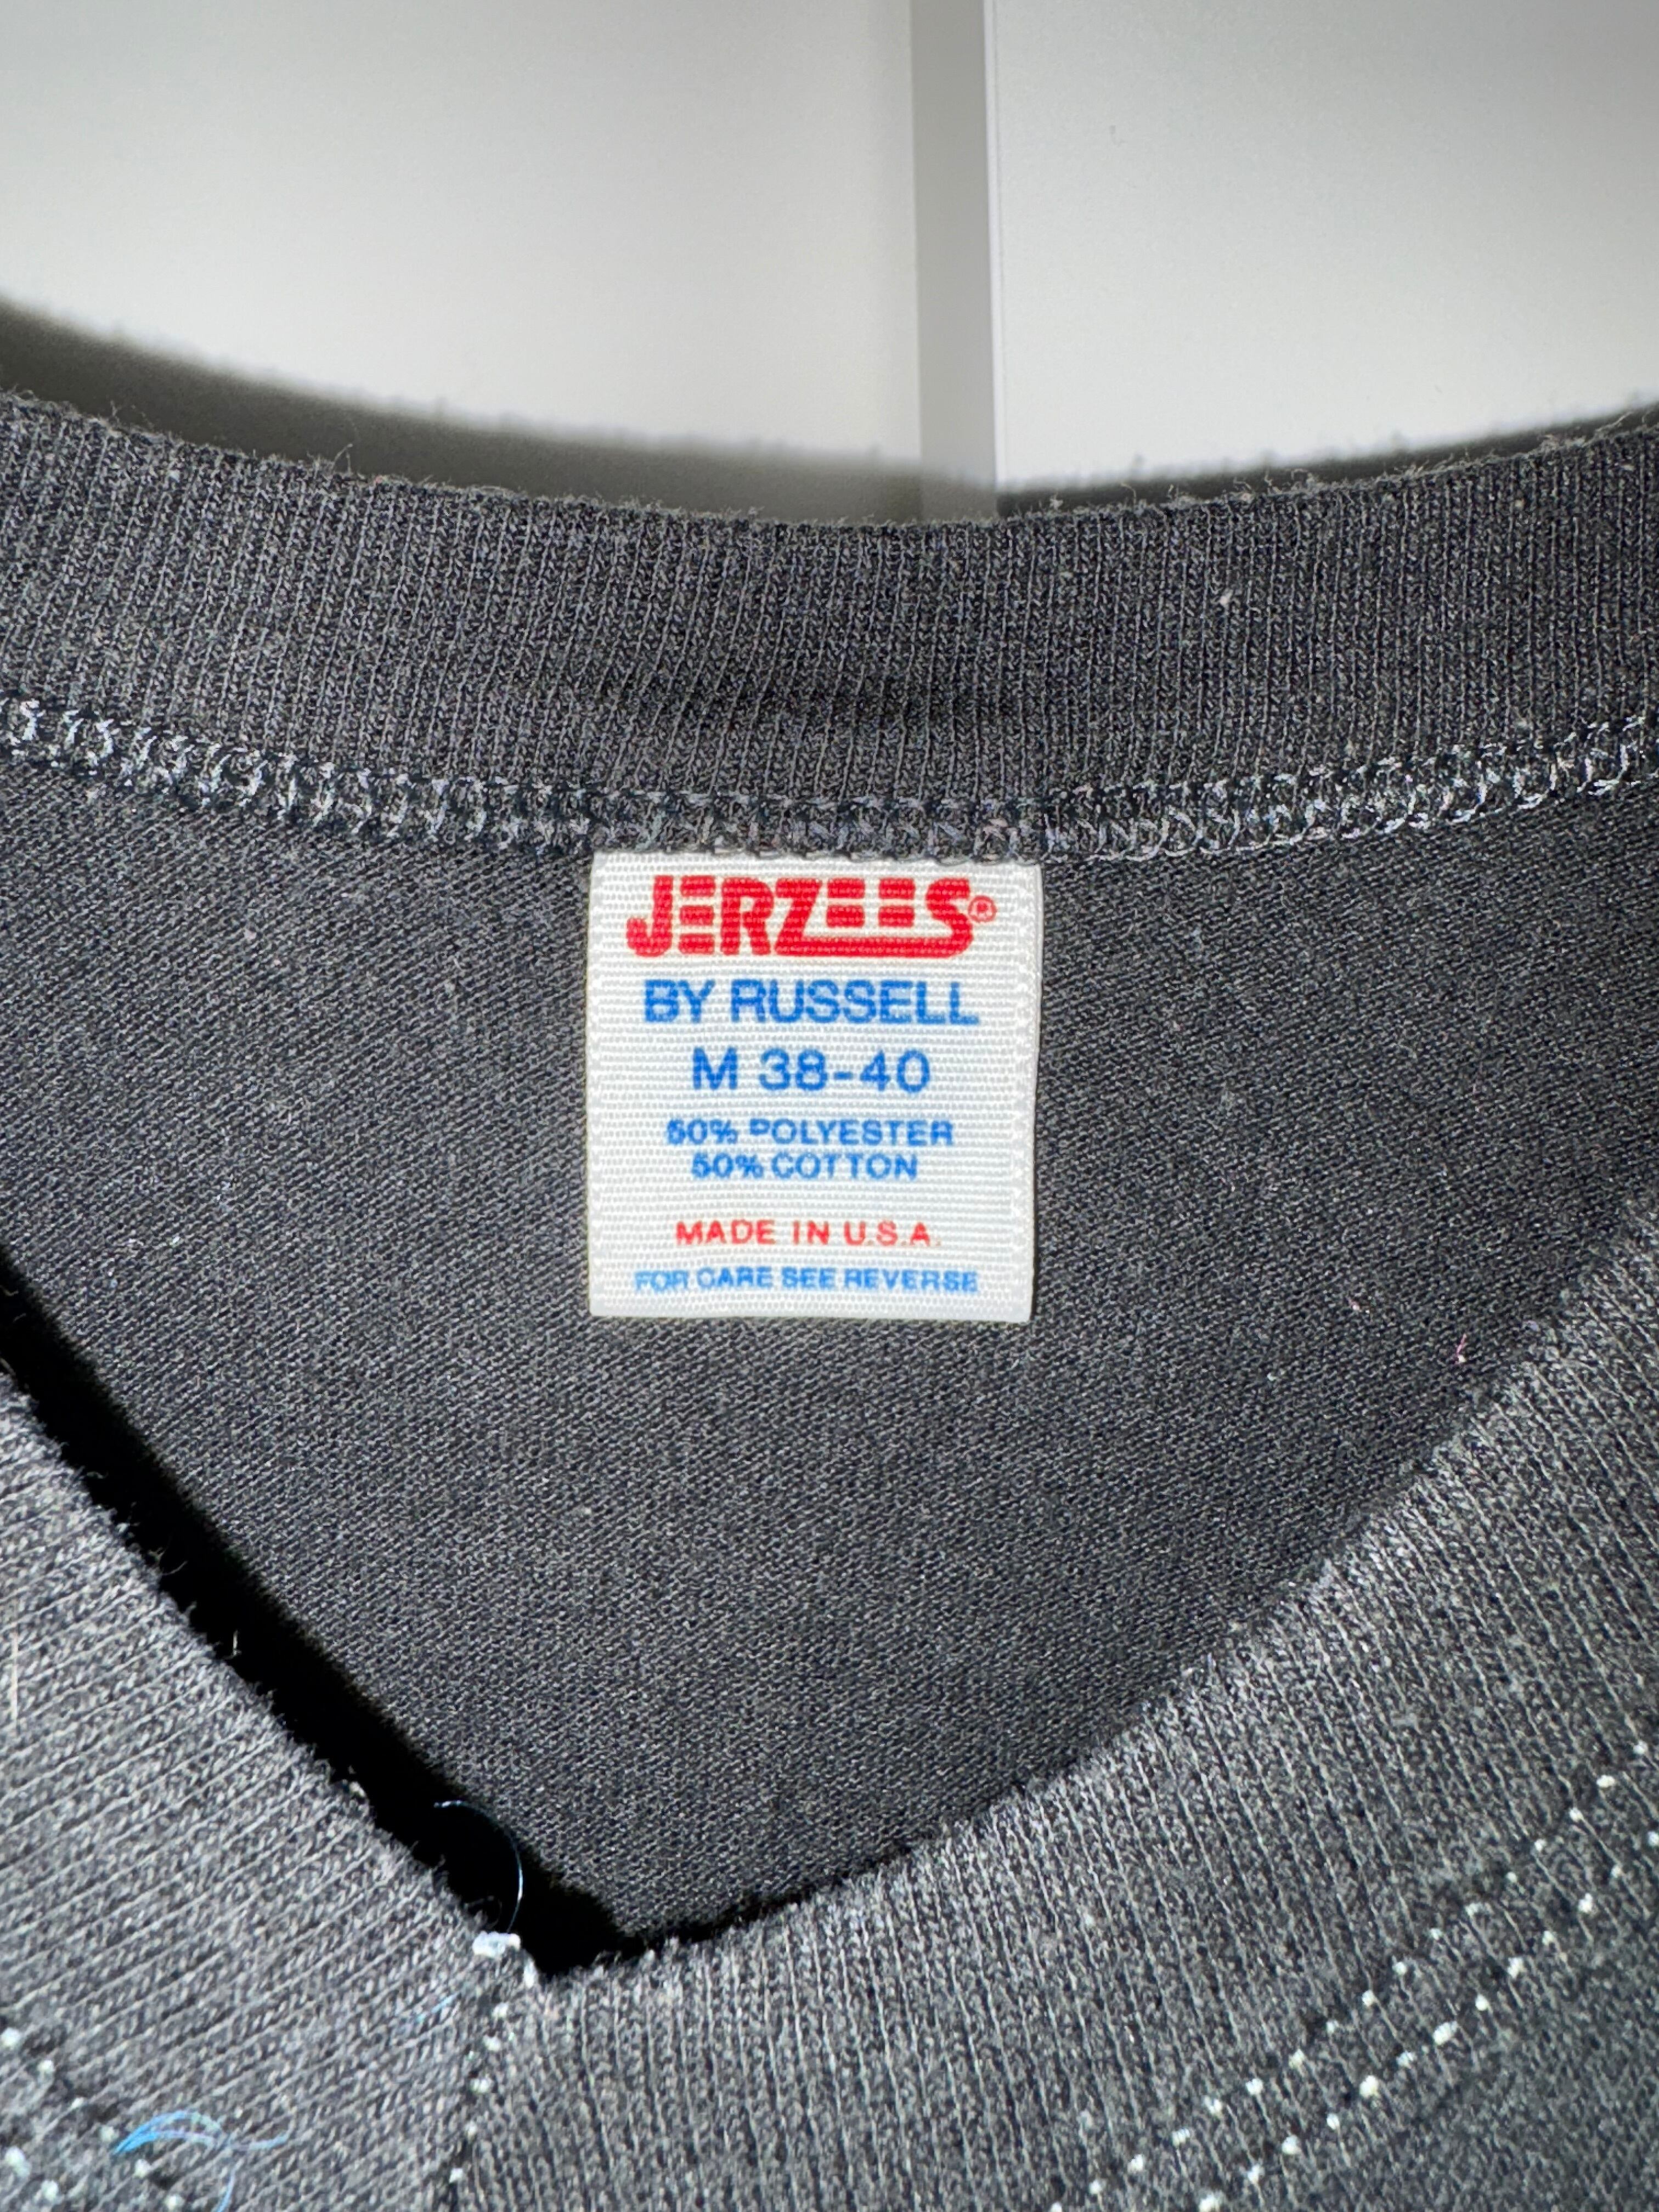 JERZEES®
BY RUSSELL
M 38-40
50% POLYESTER
50% COTTON
MADE IN U.S.A.
FOR CARE SEE REVERSE